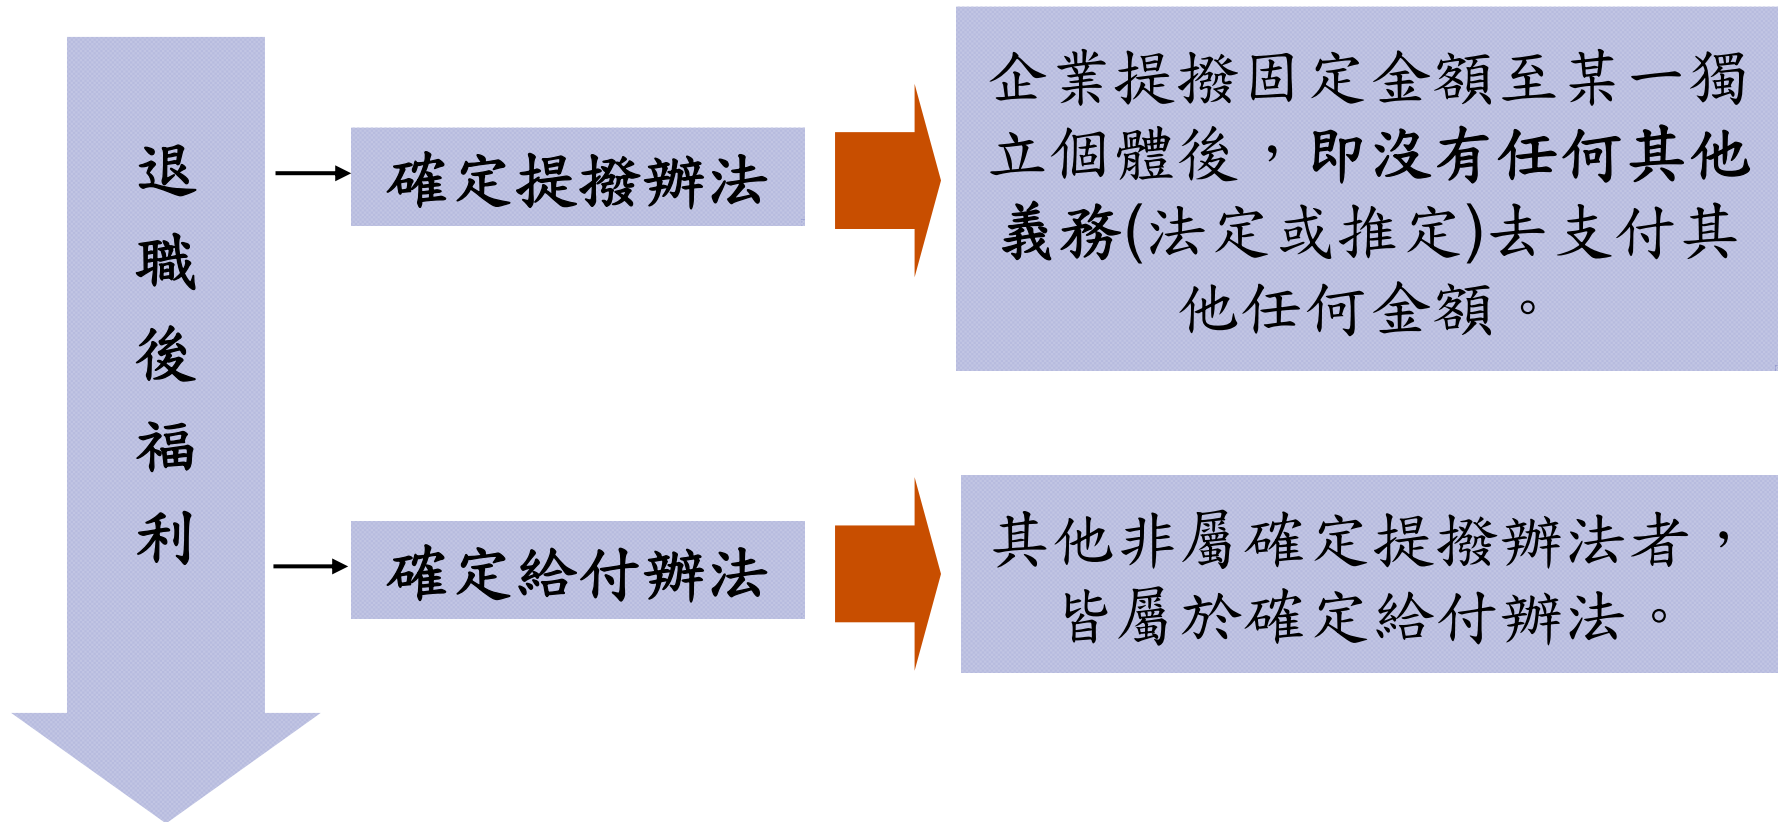 退職後福利
確定提撥辦法
企業提撥固定金額至某一獨
立個體後，即沒有任何其他
義務(法定或推定)去支付其
他任何金額。
確定給付辦法
其他非屬確定提撥辦法者，
皆屬於確定給付辦法。